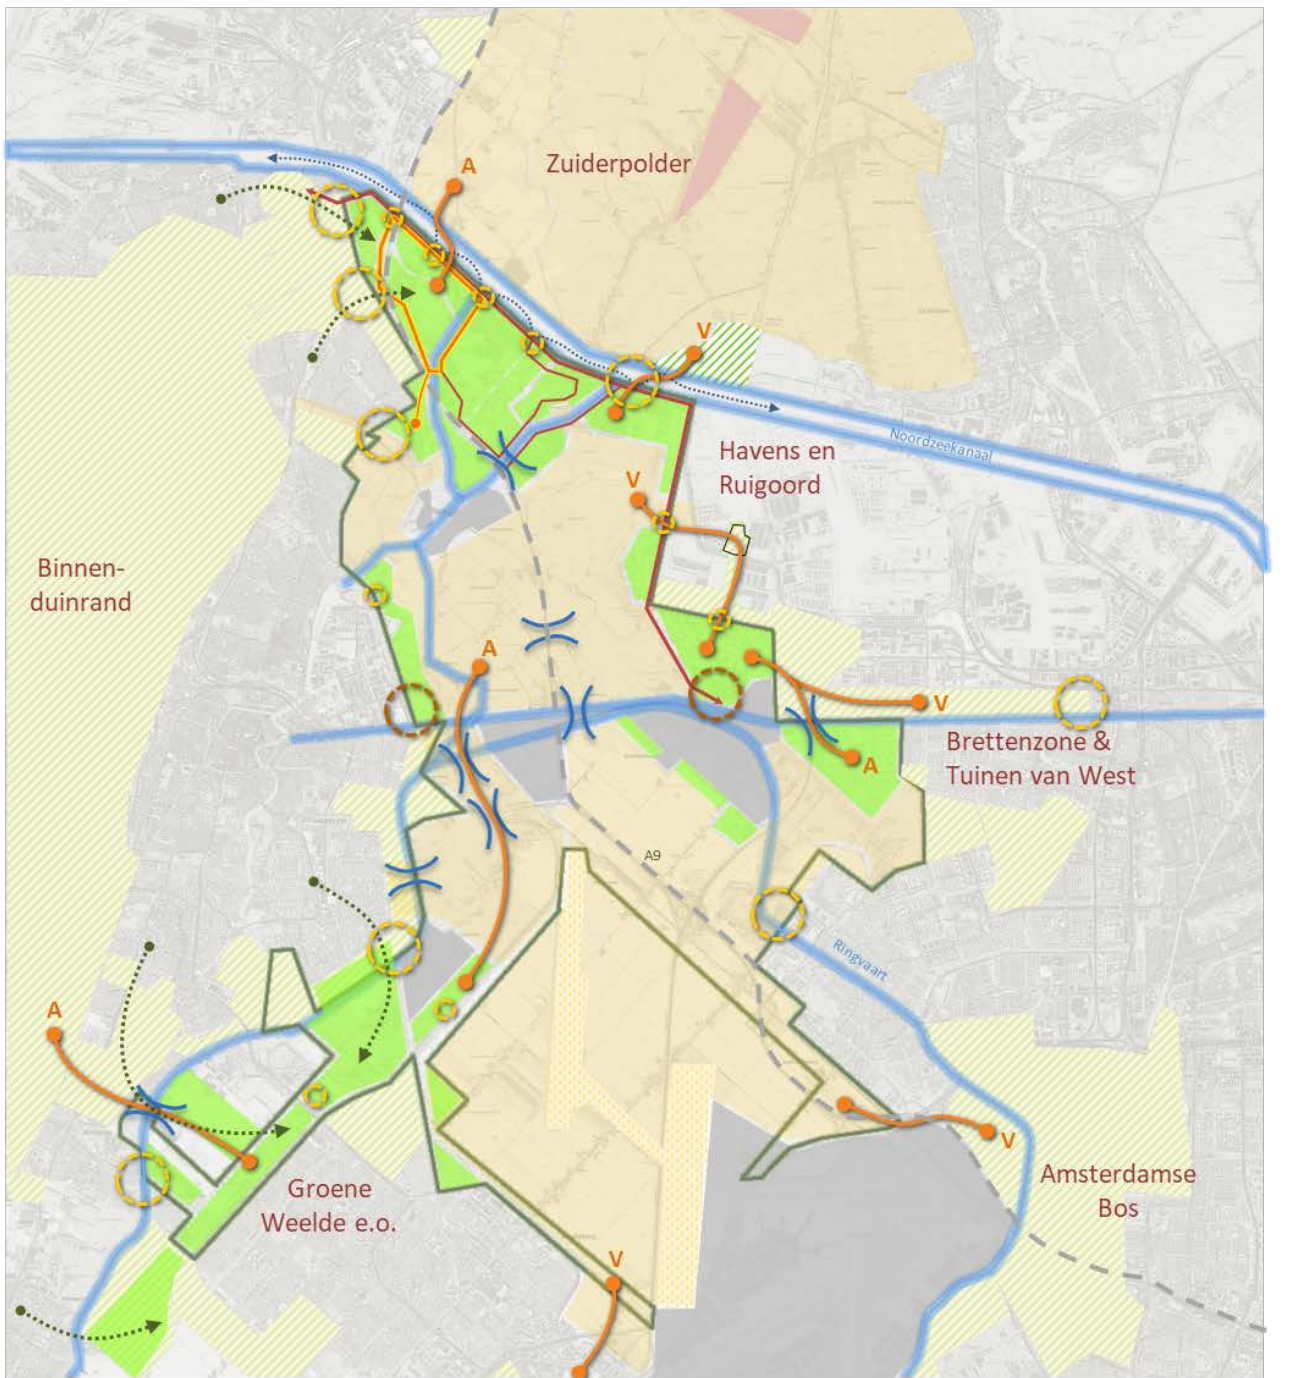 A
Zuiderpolder
V
Noordzeekanaal
Havens en
Ruigoord
V
Binnen-
duinrand
A
V
Brettenzone &
Tuinen van West
A
A9
Ringvaart
A
V
Amsterdamse
Bos
Groene
Weelde e.o.
V